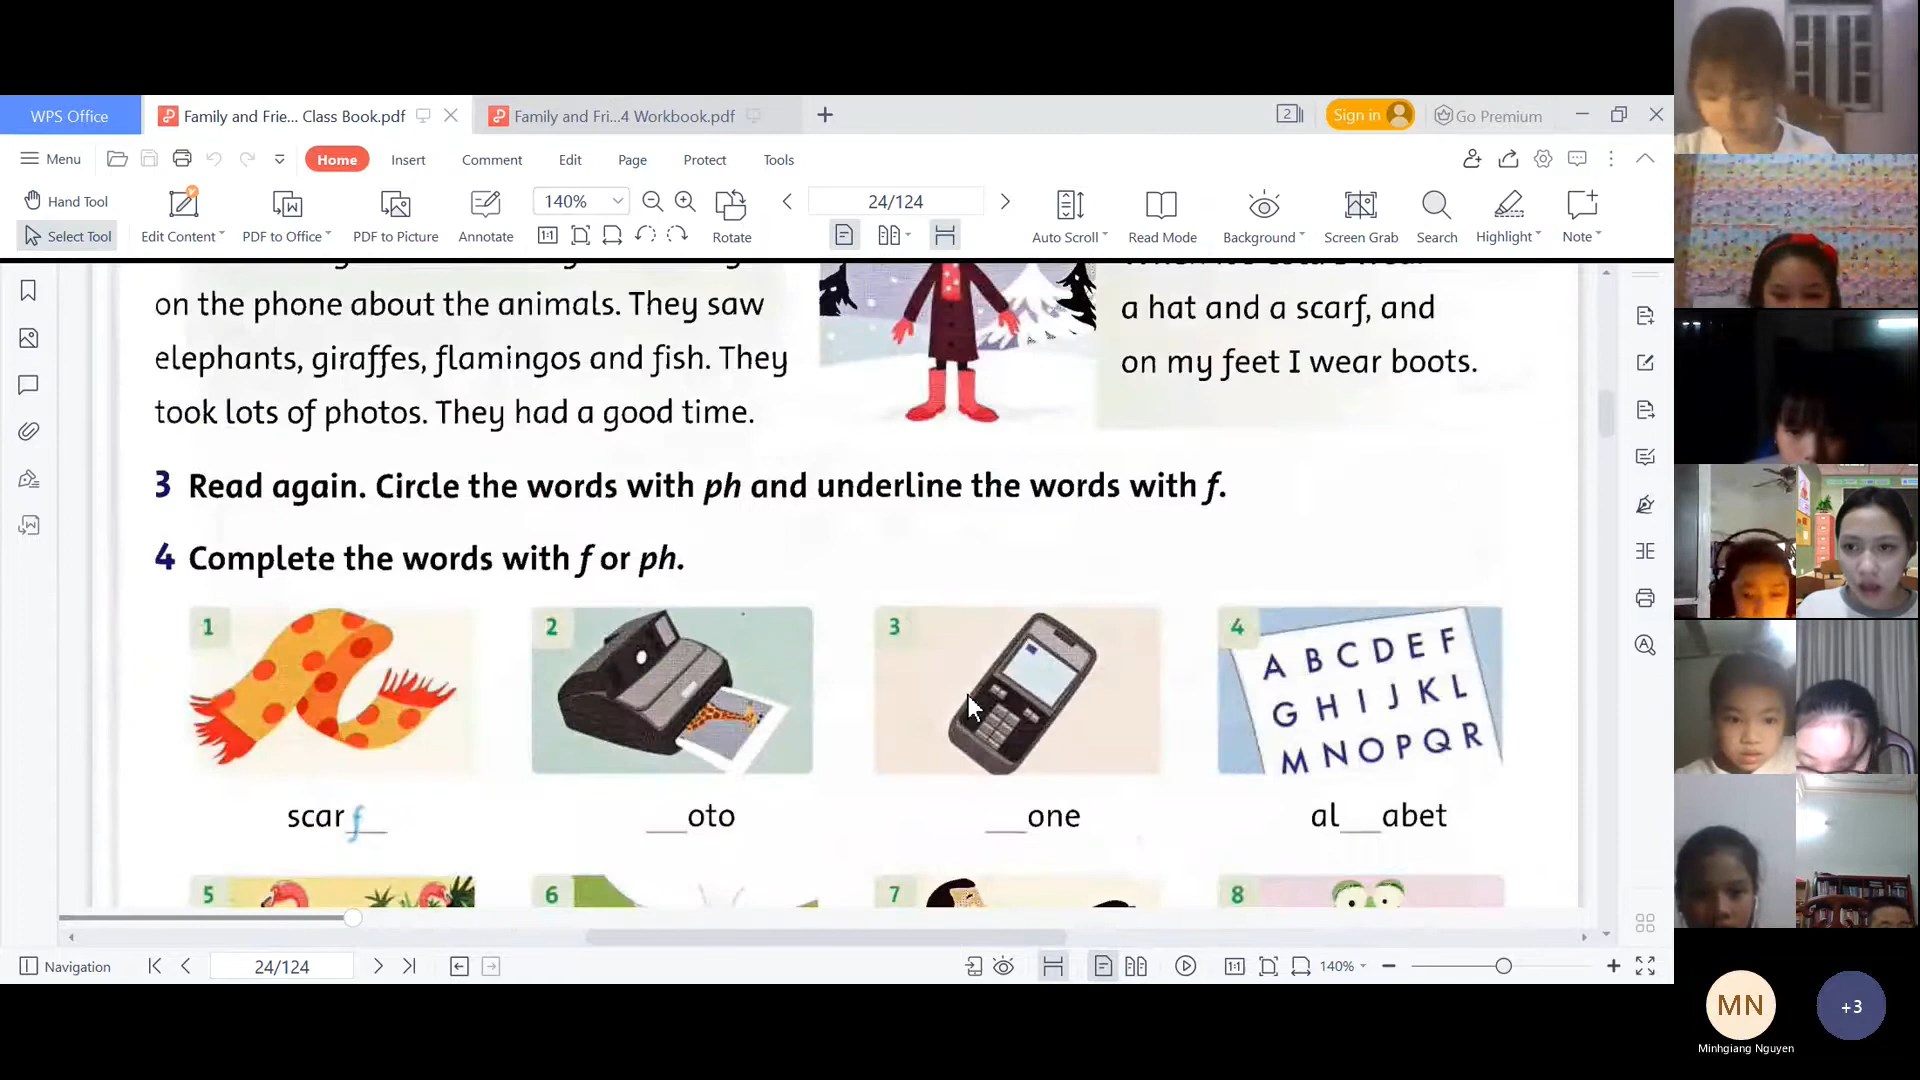 WPS Office
Family and Frie... Class Book.pdf
Family and Fri...4 Workbook.pdf
2
Sign in
Go Premium
Menu
Home
Insert
Comment
Edit
Page
Protect
Tools
Hand Tool
Select Tool
Edit Content
PDF to Office
PDF to Picture
Annotate
140%
Rotate
24/124
Auto Scroll
Read Mode
Background
Screen Grab
Search
Highlight
Note
on the phone about the animals. They saw
elephants, giraffes, flamingos and fish. They
took lots of photos. They had a good time.
a hat and a scarf, and
on my feet I wear boots.
3 Read again. Circle the words with ph and underline the words with f.
4 Complete the words with f or ph.
1
2
3
4
A B C D E F
G H I J K L
M N O P Q R
scarf__
___oto
___one
al___abet
5
6
7
8
Navigation
24/124
140%
MN
+3
Minhgiang Nguyen